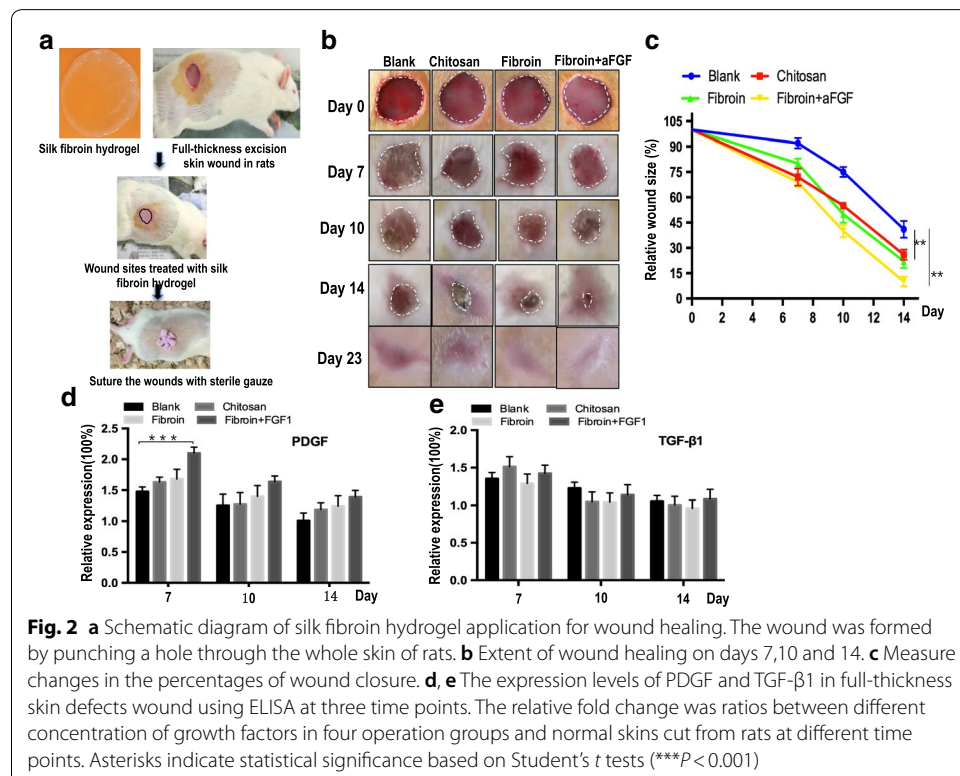 a
Silk fibroin hydrogel
Full-thickness excision
skin wound in rats
Wound sites treated with silk
fibroin hydrogel
Suture the wounds with sterile gauze
b
Blank Chitosan Fibroin Fibroin+aFGF
Day 0
Day 7
Day 10
Day 14
Day 23
c
Blank Chitosan
Fibroin Fibroin+aFGF
Relative wound size (%)
105
90
75
60
45
30
15
0
0 2 4 6 8 10 12 14 Day
**
**
d
Blank Chitosan
Fibroin Fibroin+FGF1
PDGF
***
Relative expression(100%)
2.5
2.0
1.5
1.0
0.5
0.0
7 10 14 Day
e
Blank Chitosan
Fibroin Fibroin+FGF1
TGF-β1
Relative expression(100%)
2.0
1.5
1.0
0.5
0.0
7 10 14 Day
Fig. 2 a Schematic diagram of silk fibroin hydrogel application for wound healing. The wound was formed
by punching a hole through the whole skin of rats. b Extent of wound healing on days 7,10 and 14. c Measure
changes in the percentages of wound closure. d, e The expression levels of PDGF and TGF-β1 in full-thickness
skin defects wound using ELISA at three time points. The relative fold change was ratios between different
concentration of growth factors in four operation groups and normal skins cut from rats at different time
points. Asterisks indicate statistical significance based on Student's t tests (***P < 0.001)